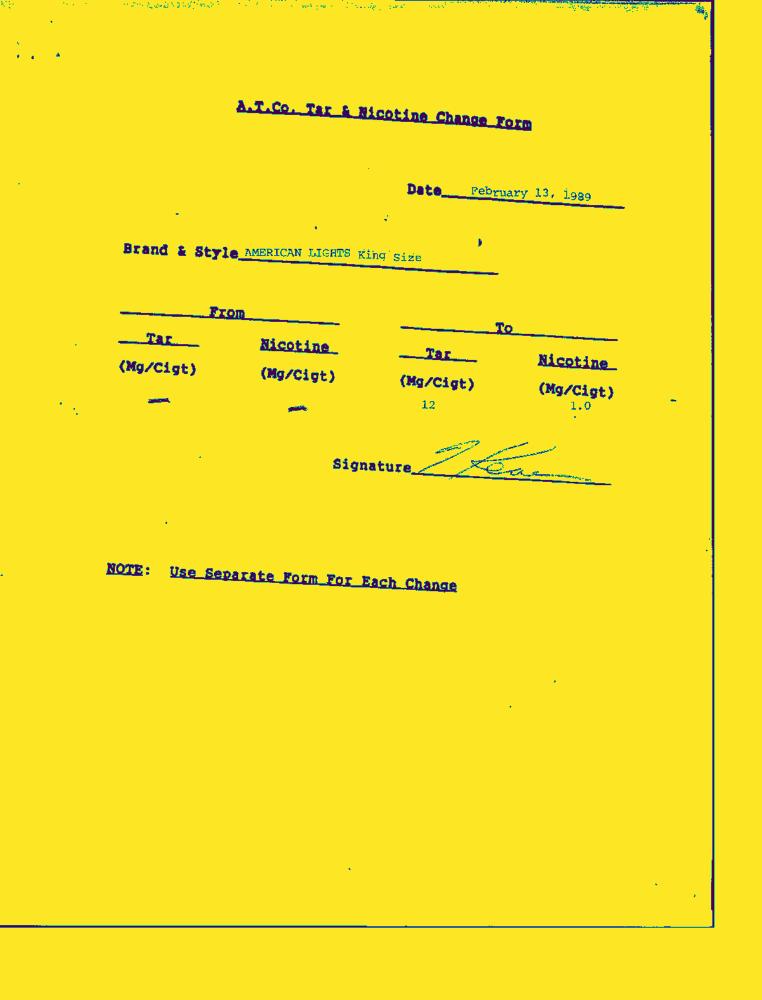 A.T.Co. Tar & Nicotine Change Form
Date February 13, 1989
Brand & Style AMERICAN LIGHTS King Size
From To
Tar Nicotine Tar Nicotine
(Mg/Cigt) (Mg/Cigt) (Mg/Cigt) (Mg/Cigt)
— — 12 1.0
Signature
NOTE: Use Separate Form For Each Change